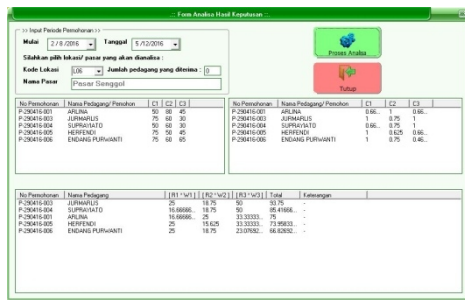 .:: Form Analisa Hasil Keputusan ::.
>> Input Periode Permohonan >>
Mulai 2 / 8 /2016 Tanggal 5 /12/2016
Silahkan pilih lokasi/ pasar yang akan dianalisa :
Kode Lokasi L06 Jumlah pedagang yang diterima : 0
Nama Pasar Pasar Senggol
Proses Analisa
Tutup
No Permohonan Nama Pedagang/ Pemohon C1 C2 C3
P-290416-001 ARLINA 50 80 45
P-290416-003 JURMARLIS 75 60 30
P-290416-004 SUPRAYIATO 50 60 30
P-290416-005 HERFENDI 75 50 45
P-290416-006 ENDANG PURWANTI 75 60 65
No Permohonan Nama Pedagang/ Pemohon C1 C2 C3
P-290416-001 ARLINA 0.66... 1 0.66...
P-290416-003 JURMARLIS 1 0.75 1
P-290416-004 SUPRAYIATO 0.66... 0.75 1
P-290416-005 HERFENDI 1 0.625 0.66...
P-290416-006 ENDANG PURWANTI 1 0.75 0.46...
No Permohonan Nama Pedagang [ R1 * W1 ] [ R2 * W2 ] [ R3 * W3 ] Total Keterangan
P-290416-003 JURMARLIS 25 18.75 50 93.75 -
P-290416-004 SUPRAYIATO 16.66666... 18.75 50 85.41666... -
P-290416-001 ARLINA 16.66666... 25 33.33333... 75 -
P-290416-005 HERFENDI 25 15.625 33.33333... 73.95833... -
P-290416-006 ENDANG PURWANTI 25 18.75 23.07692... 66.82692... -